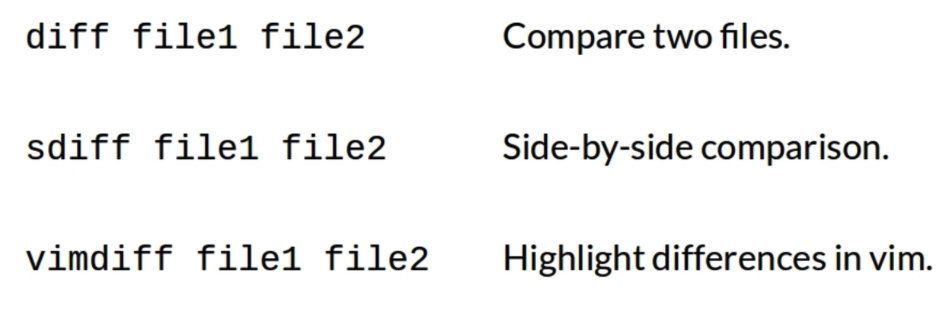 diff file1 file2 Compare two files.
sdiff file1 file2 Side-by-side comparison.
vimdiff file1 file2 Highlight differences in vim.